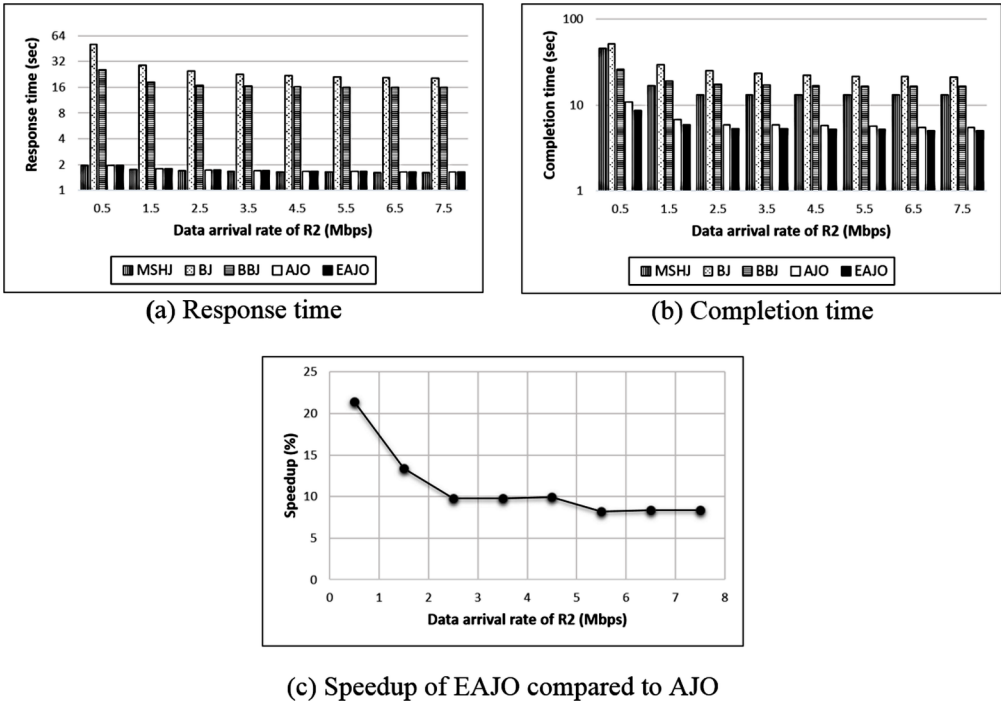 64
32
16
8
4
2
1
Response time (sec)
0.5 1.5 2.5 3.5 4.5 5.5 6.5 7.5
Data arrival rate of R2 (Mbps)
MSHJ BJ BBJ AJO EAJO
(a) Response time
100
10
1
Completion time (sec)
0.5 1.5 2.5 3.5 4.5 5.5 6.5 7.5
Data arrival rate of R2 (Mbps)
MSHJ BJ BBJ AJO EAJO
(b) Completion time
25
20
15
10
5
0
Speedup (%)
0 1 2 3 4 5 6 7 8
Data arrival rate of R2 (Mbps)
(c) Speedup of EAJO compared to AJO